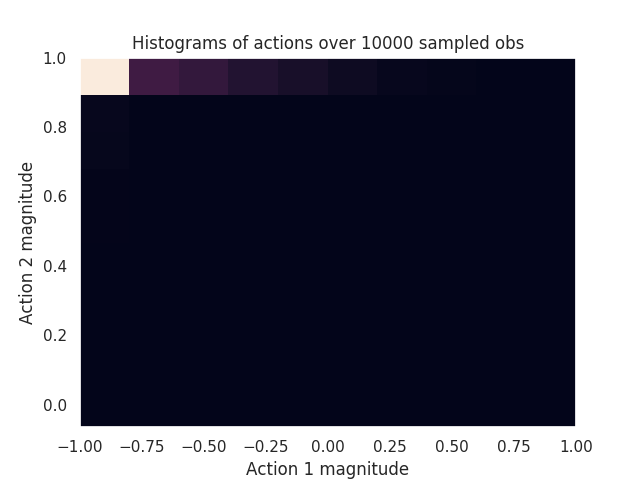 Histograms of actions over 10000 sampled obs
1.0
0.8
0.6
0.4
0.2
0.0
Action 2 magnitude
−1.00 −0.75 −0.50 −0.25 0.00 0.25 0.50 0.75 1.00
Action 1 magnitude